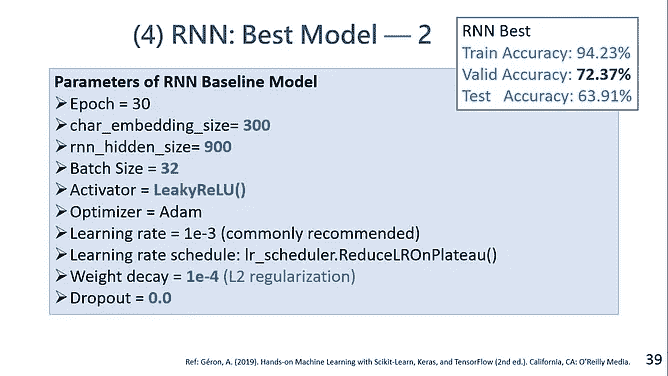 (4) RNN: Best Model — 2
RNN Best
Train Accuracy: 94.23%
Valid Accuracy: 72.37%
Test Accuracy: 63.91%
Parameters of RNN Baseline Model
➢Epoch = 30
➢char_embedding_size= 300
➢rnn_hidden_size= 900
➢Batch Size = 32
➢Activator = LeakyReLU()
➢Optimizer = Adam
➢Learning rate = 1e-3 (commonly recommended)
➢Learning rate schedule: lr_scheduler.ReduceLROnPlateau()
➢Weight decay = 1e-4 (L2 regularization)
➢Dropout = 0.0
Ref: Géron, A. (2019). Hands-on Machine Learning with Scikit-Learn, Keras, and TensorFlow (2nd ed.). California, CA: O'Reilly Media.
39